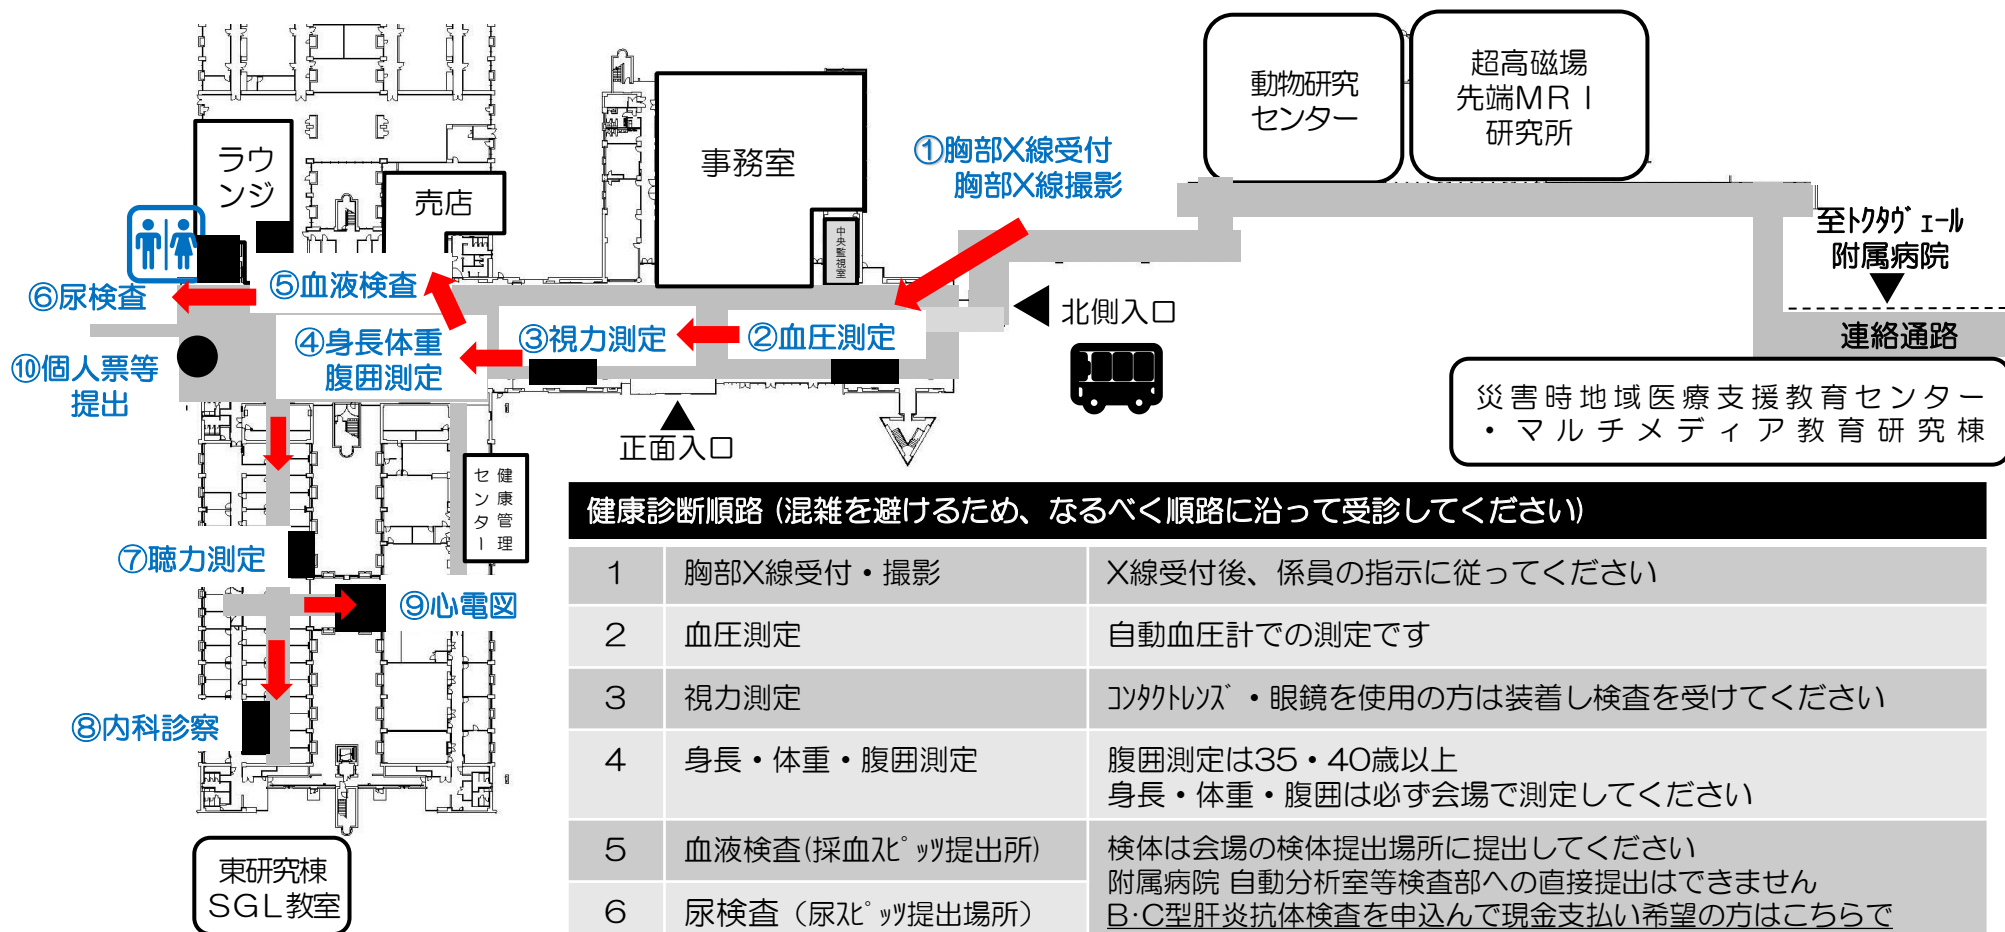 動物研究
センター
超高磁場
先端MRI
研究所
ラウ
ンジ
売店
事務室
中央監視室
①胸部X線受付
胸部X線撮影
至トクタヴェール
附属病院
連絡通路
⑥尿検査
⑤血液検査
④身長体重
腹囲測定
③視力測定
②血圧測定
北側入口
⑩個人票等
提出
正面入口
災害時地域医療支援教育センター
・マルチメディア教育研究棟
健康管理
センター
⑦聴力測定
⑨心電図
⑧内科診察
東研究棟
SGL教室
健康診断順路(混雑を避けるため、なるべく順路に沿って受診してください)
1 胸部X線受付・撮影 X線受付後、係員の指示に従ってください
2 血圧測定 自動血圧計での測定です
3 視力測定 ｺﾝﾀｸﾄﾚﾝｽﾞ・眼鏡を使用の方は装着し検査を受けてください
4 身長・体重・腹囲測定 腹囲測定は35・40歳以上
身長・体重・腹囲は必ず会場で測定してください
5 血液検査(採血ｽﾋﾟｯﾂ提出所) 検体は会場の検体提出場所に提出してください
附属病院 自動分析室等検査部への直接提出はできません
6 尿検査（尿ｽﾋﾟｯﾂ提出場所） B・C型肝炎抗体検査を申込んで現金支払い希望の方はこちらで